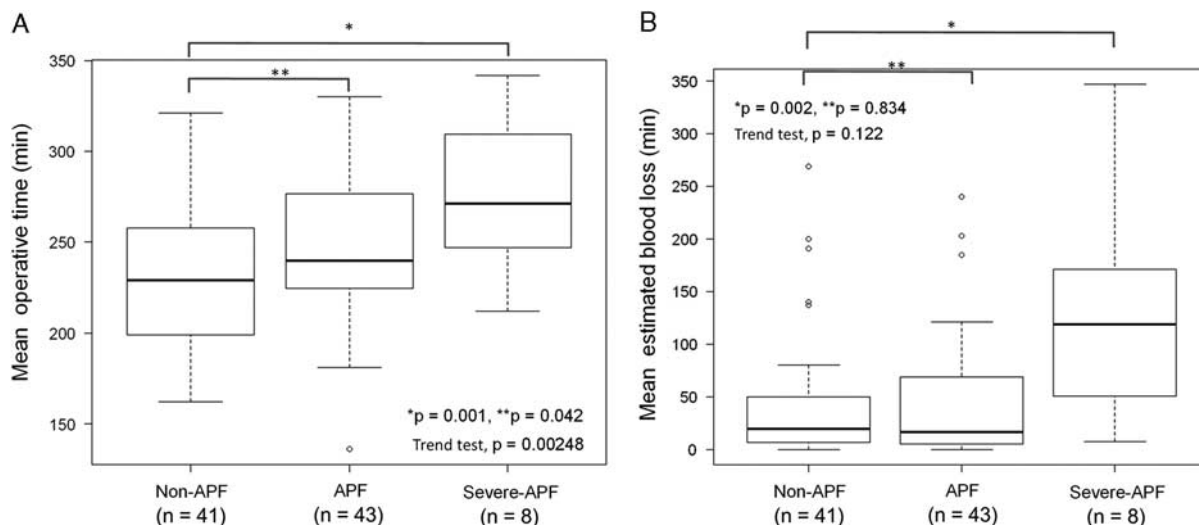 A
*
**
Mean operative time (min)
350
300
250
200
150
*p = 0.001, **p = 0.042
Trend test, p = 0.00248
Non-APF APF Severe-APF
(n = 41) (n = 43) (n = 8)
B
*
**
*p = 0.002, **p = 0.834
Trend test, p = 0.122
Mean estimated blood loss (min)
350
300
250
200
150
100
50
0
Non-APF APF Severe-APF
(n = 41) (n = 43) (n = 8)